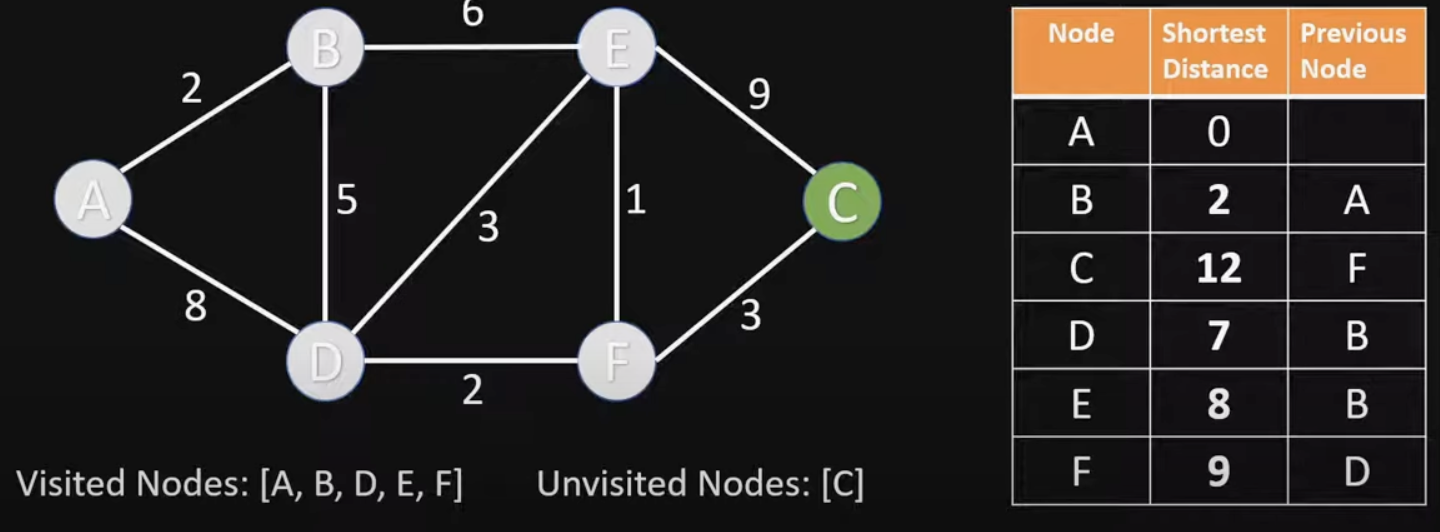 6
B
E
2
9
A
5
3
1
C
8
3
D
F
2
Visited Nodes: [A, B, D, E, F]
Unvisited Nodes: [C]
Node Shortest Distance Previous Node
A 0
B 2 A
C 12 F
D 7 B
E 8 B
F 9 D